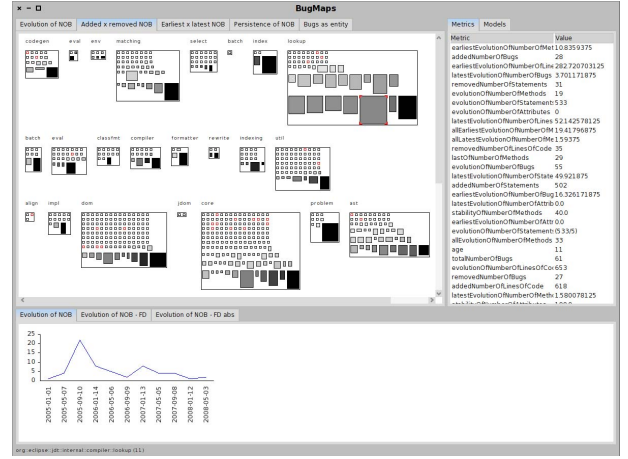 BugMaps
Evolution of NOB
Added x removed NOB
Earliest x latest NOB
Persistence of NOB
Bugs as entity
codegen eval env matching select batch index lookup
batch eval classfmt compiler formatter rewrite indexing util
align impl dom jdom core problem ast
Metrics Models
Metric Value
earliestEvolutionOfNumberOfMet 10.8359375
addedNumberOfBugs 28
earliestEvolutionOfNumberOfLine 282.720703125
latestEvolutionOfNumberOfBugs 3.701171875
removedNumberOfStatements 31
evolutionOfNumberOfMethods 19
evolutionOfNumberOfStatements 533
evolutionOfNumberOfAttributes 0
latestEvolutionOfNumberOfLines 521.42578125
allEarliestEvolutionOfNumberOfM 19.41796875
allLatestEvolutionOfNumberOfMe 1.59375
removedNumberOfLinesOfCode 35
lastOfNumberOfMethods 29
evolutionOfNumberOfBugs 55
latestEvolutionOfNumberOfState 49.921875
addedNumberOfStatements 502
earliestEvolutionOfNumberOfBug 16.326171875
latestEvolutionOfNumberOfAttrib 0.0
stabilityOfNumberOfMethods 40.0
earliestEvolutionOfNumberOfAttr 0.0
evolutionOfNumberOfStatement (533/5)
allEvolutionOfNumberOfMethods 33
age 11
totalNumberOfBugs 61
evolutionOfNumberOfLinesOfCo 653
removedNumberOfBugs 27
addedNumberOfLinesOfCode 618
latestEvolutionOfNumberOfMeth 1.580078125
Evolution of NOB
Evolution of NOB - FD
Evolution of NOB - FD abs
25
20
15
10
5
0
2005-01-01
2005-05-07
2005-09-10
2006-01-14
2006-05-06
2006-09-09
2007-01-13
2007-05-05
2007-09-08
2008-01-12
2008-05-03
org::eclipse::jdt::internal::compiler::lookup (11)